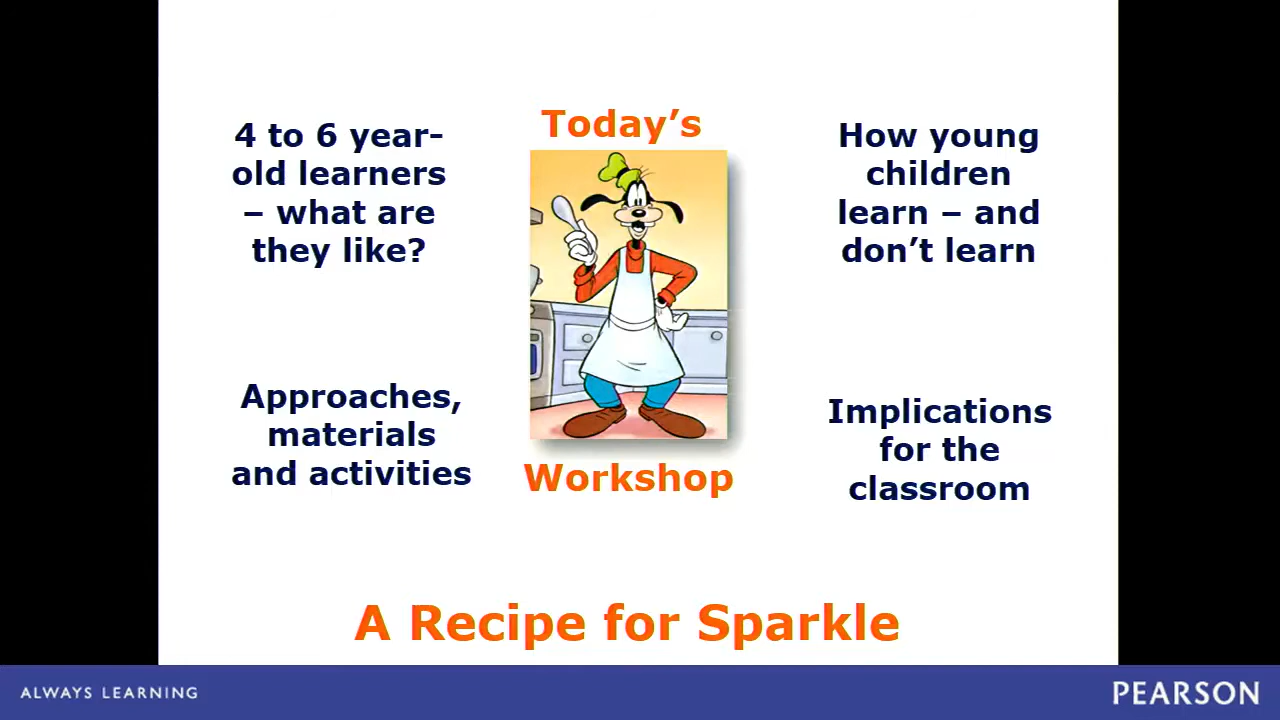 4 to 6 year-
old learners
– what are
they like?
Today’s
How young
children
learn – and
don’t learn
Approaches,
materials
and activities
Workshop
Implications
for the
classroom
A Recipe for Sparkle
ALWAYS LEARNING
PEARSON